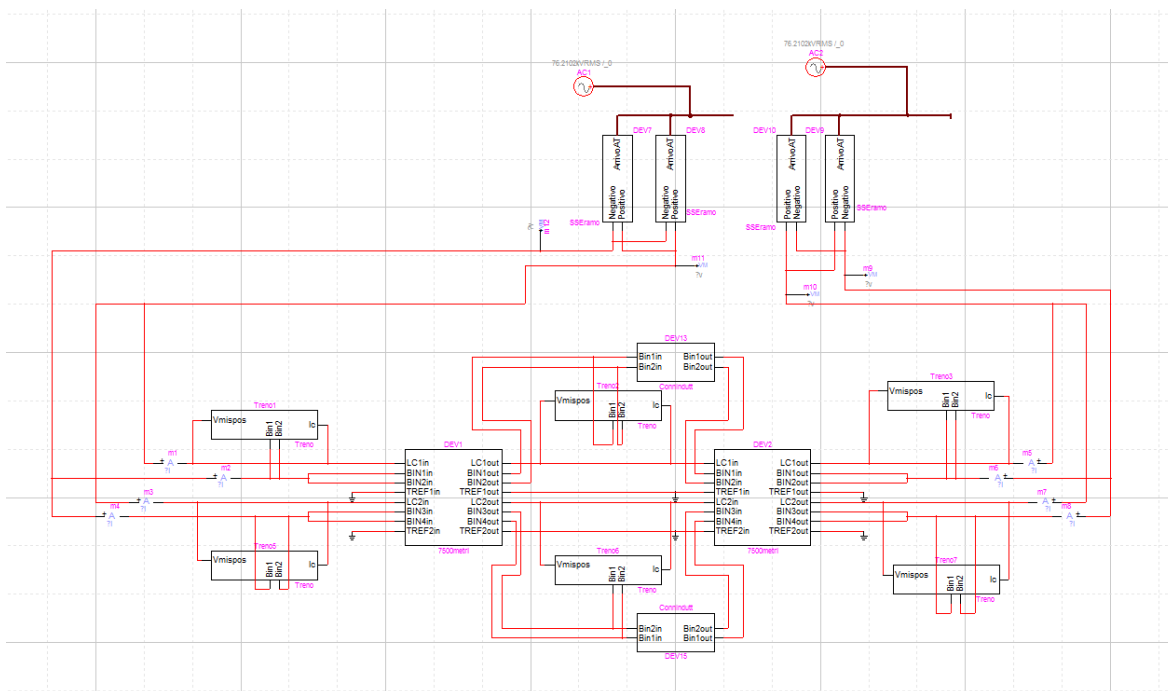 76.2102kVRMS /_0
AC2
76.2102kVRMS /_0
AC1
DEV7
DEV8
DEV10
DEV9
ArrivoAT
ArrivoAT
ArrivoAT
ArrivoAT
Negativo
Positivo
Negativo
Positivo
Positivo
Negativo
Positivo
Negativo
SSEramo
SSEramo
SSEramo
m11
VM
?v
m9
VM
?v
m10
VM
?v
DEV13
Bin1in
Bin1out
Bin2in
Bin2out
Connindutt
Treno1
Vmispos
Bin1
Bin2
Ic
Treno
Treno2
Vmispos
Bin1
Bin2
Ic
Treno
Treno3
Vmispos
Bin1
Bin2
Ic
Treno
m1
A
?i
m2
A
?i
m3
A
?i
m4
A
?i
DEV1
LC1in
LC1out
BIN1in
BIN1out
BIN2in
BIN2out
TREF1in
TREF1out
LC2in
LC2out
BIN3in
BIN3out
BIN4in
BIN4out
TREF2in
TREF2out
7500metri
DEV2
LC1in
LC1out
BIN1in
BIN1out
BIN2in
BIN2out
TREF1in
TREF1out
LC2in
LC2out
BIN3in
BIN3out
BIN4in
BIN4out
TREF2in
TREF2out
7500metri
m5
A
?i
m6
A
?i
m7
A
?i
m8
A
?i
Treno5
Vmispos
Bin1
Bin2
Ic
Treno
Treno6
Vmispos
Bin1
Bin2
Ic
Treno
Treno7
Vmispos
Bin1
Bin2
Ic
Treno
Connindutt
Bin2in
Bin2out
Bin1in
Bin1out
DEV15